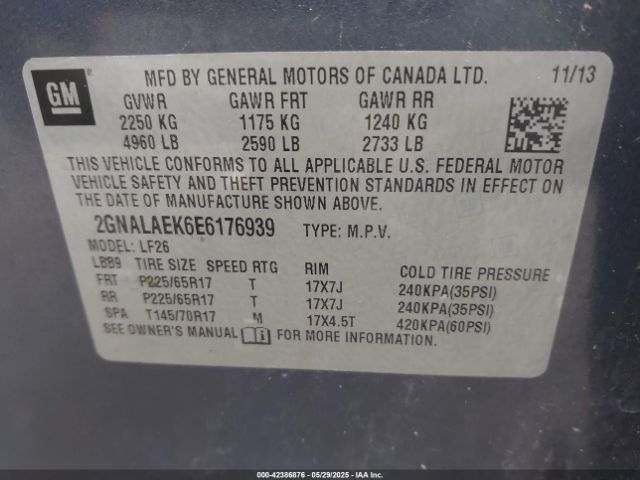 GM
MFD BY GENERAL MOTORS OF CANADA LTD. 11/13
GVWR GAWR FRT GAWR RR
2250 KG 1175 KG 1240 KG
4960 LB 2590 LB 2733 LB
THIS VEHICLE CONFORMS TO ALL APPLICABLE U.S. FEDERAL MOTOR
VEHICLE SAFETY AND THEFT PREVENTION STANDARDS IN EFFECT ON
THE DATE OF MANUFACTURE SHOWN ABOVE.
2GNALAEK6E6176939 TYPE: M.P.V.
MODEL: LF26
LBB9 TIRE SIZE SPEED RTG RIM COLD TIRE PRESSURE
FRT P225/65R17 T 17X7J 240KPA(35PSI)
RR P225/65R17 T 17X7J 240KPA(35PSI)
SPA T145/70R17 M 17X4.5T 420KPA(60PSI)
SEE OWNER'S MANUAL FOR MORE INFORMATION.
000-42386876 - 05/29/2025 - IAAI, Inc.